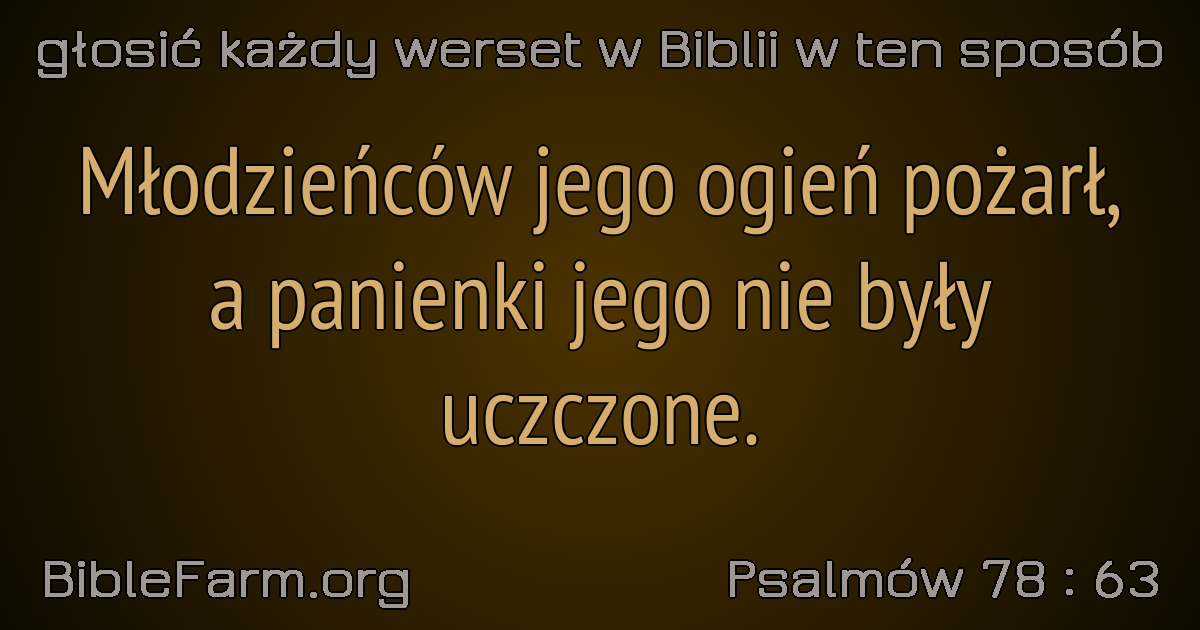 głosić każdy werset w Biblii w ten sposób
Młodzieńców jego ogień pożarł,
a panienki jego nie były
uczczone.
BibleFarm.org
Psalmów 78 : 63